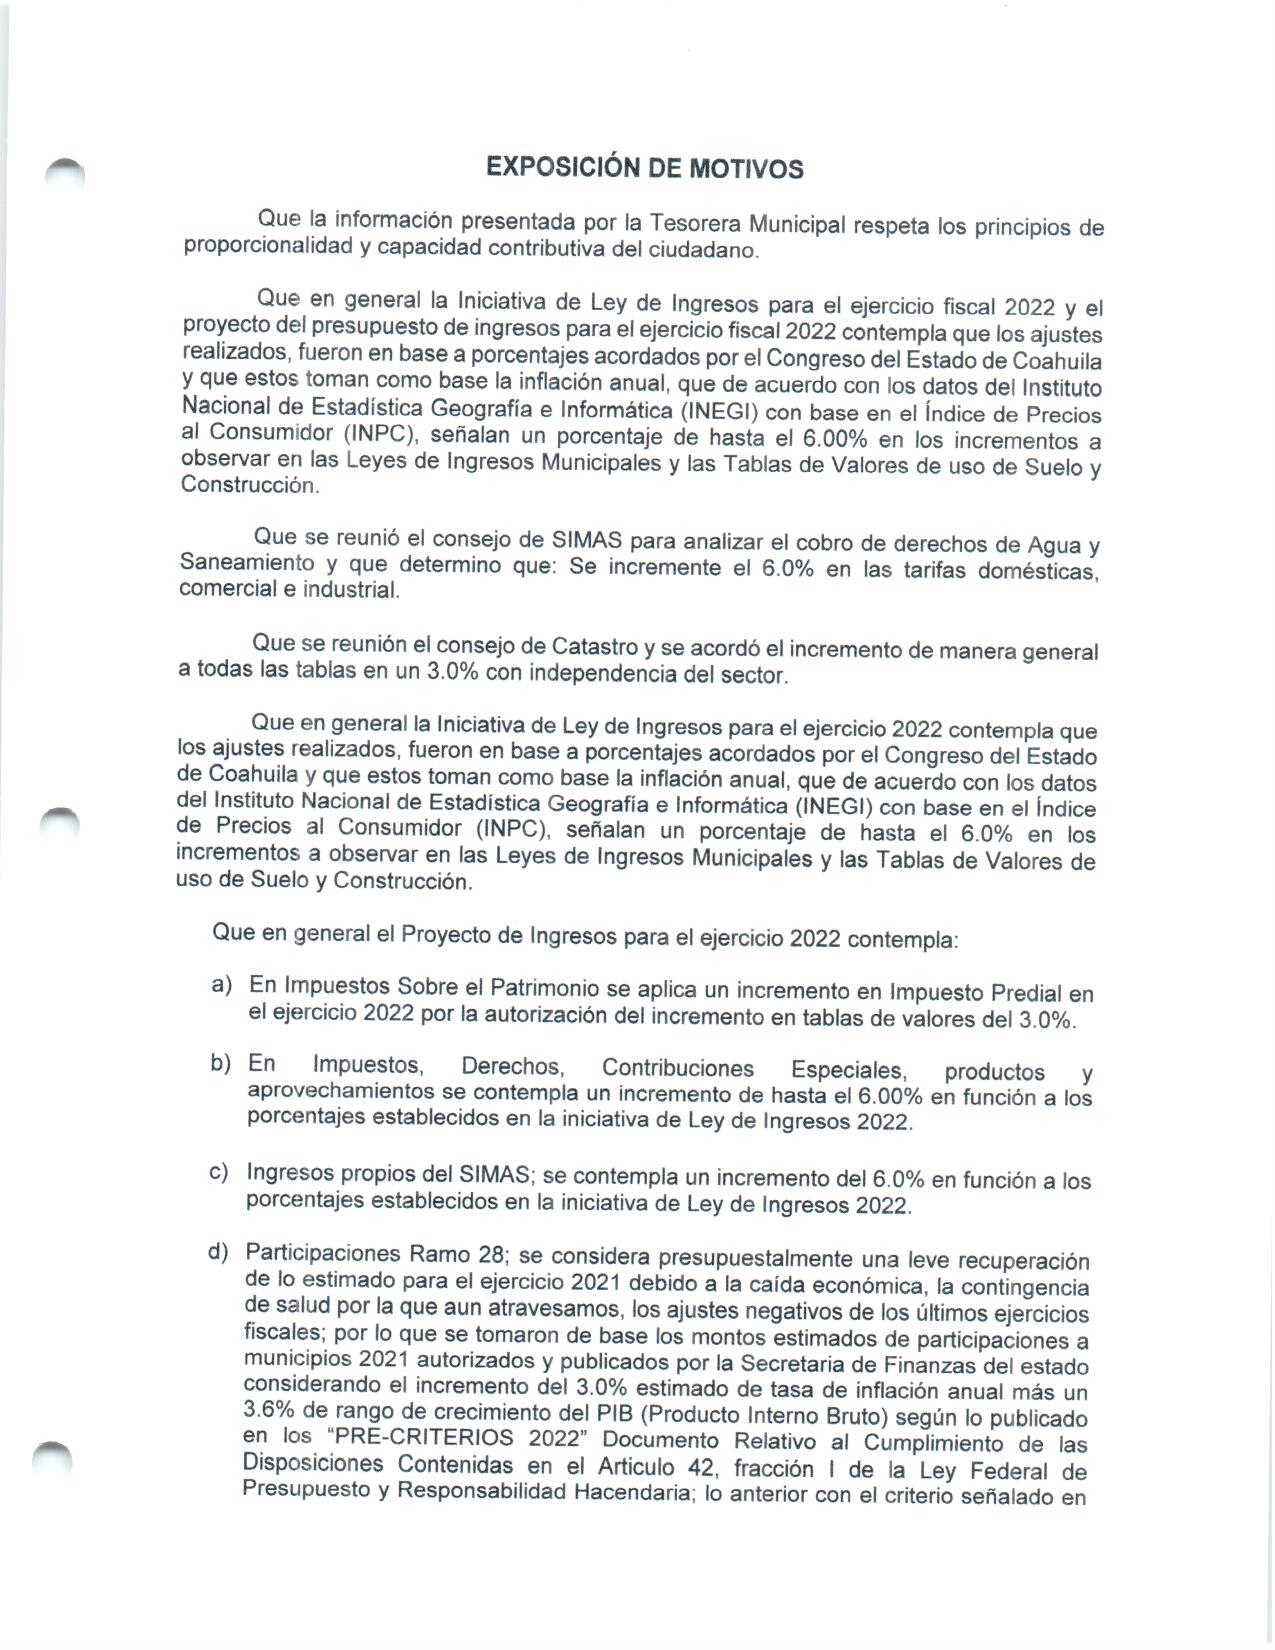 EXPOSICIÓN DE MOTIVOS
Que la información presentada por la Tesorera Municipal respeta los principios de
proporcionalidad y capacidad contributiva del ciudadano.
Que en general la Iniciativa de Ley de Ingresos para el ejercicio fiscal 2022 y el
proyecto del presupuesto de ingresos para el ejercicio fiscal 2022 contempla que los ajustes
realizados, fueron en base a porcentajes acordados por el Congreso del Estado de Coahuila
y que estos toman como base la inflación anual, que de acuerdo con los datos del Instituto
Nacional de Estadística Geografía e Informática (INEGI) con base en el Índice de Precios
al Consumidor (INPC), señalan un porcentaje de hasta el 6.00% en los incrementos a
observar en las Leyes de Ingresos Municipales y las Tablas de Valores de uso de Suelo y
Construcción.
Que se reunió el consejo de SIMAS para analizar el cobro de derechos de Agua y
Saneamiento y que determino que: Se incremente el 6.0% en las tarifas domésticas,
comercial e industrial.
Que se reunión el consejo de Catastro y se acordó el incremento de manera general
a todas las tablas en un 3.0% con independencia del sector.
Que en general la Iniciativa de Ley de Ingresos para el ejercicio 2022 contempla que
los ajustes realizados, fueron en base a porcentajes acordados por el Congreso del Estado
de Coahuila y que estos toman como base la inflación anual, que de acuerdo con los datos
del Instituto Nacional de Estadística Geografía e Informática (INEGI) con base en el Índice
de Precios al Consumidor (INPC), señalan un porcentaje de hasta el 6.0% en los
incrementos a observar en las Leyes de Ingresos Municipales y las Tablas de Valores de
uso de Suelo y Construcción.
Que en general el Proyecto de Ingresos para el ejercicio 2022 contempla:
a) En Impuestos Sobre el Patrimonio se aplica un incremento en Impuesto Predial en
el ejercicio 2022 por la autorización del incremento en tablas de valores del 3.0%.
b) En Impuestos, Derechos, Contribuciones Especiales, productos y
aprovechamientos se contempla un incremento de hasta el 6.00% en función a los
porcentajes establecidos en la iniciativa de Ley de Ingresos 2022.
c) Ingresos propios del SIMAS; se contempla un incremento del 6.0% en función a los
porcentajes establecidos en la iniciativa de Ley de Ingresos 2022.
d) Participaciones Ramo 28; se considera presupuestalmente una leve recuperación
de lo estimado para el ejercicio 2021 debido a la caída económica, la contingencia
de salud por la que aun atravesamos, los ajustes negativos de los últimos ejercicios
fiscales; por lo que se tomaron de base los montos estimados de participaciones a
municipios 2021 autorizados y publicados por la Secretaria de Finanzas del estado
considerando el incremento del 3.0% estimado de tasa de inflación anual más un
3.6% de rango de crecimiento del PIB (Producto Interno Bruto) según lo publicado
en los “PRE-CRITERIOS 2022” Documento Relativo al Cumplimiento de las
Disposiciones Contenidas en el Articulo 42, fracción I de la Ley Federal de
Presupuesto y Responsabilidad Hacendaria; lo anterior con el criterio señalado en